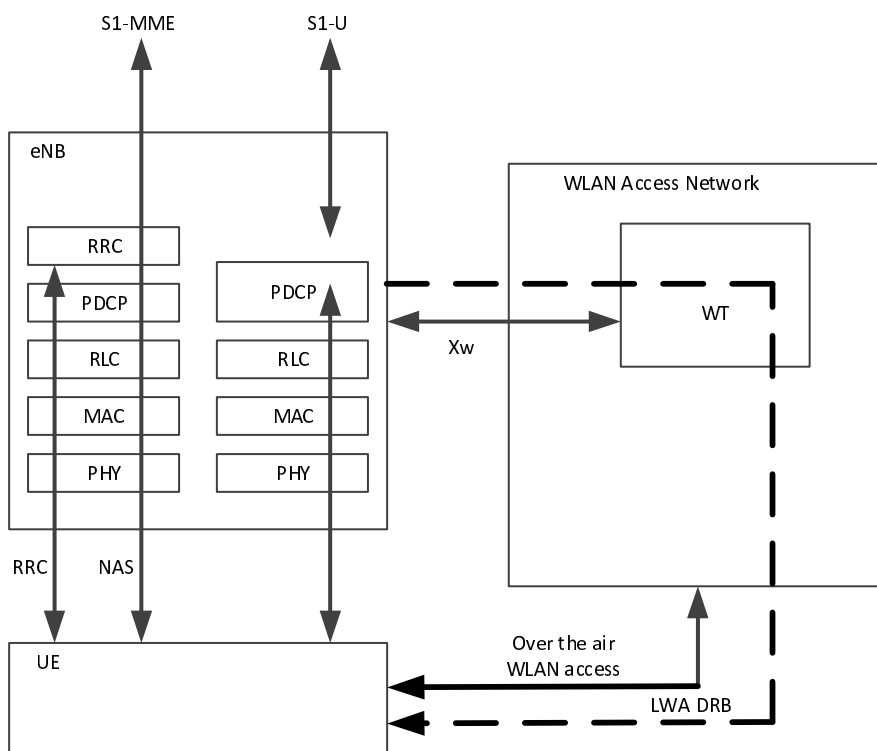 S1-MME
S1-U
eNB
WLAN Access Network
RRC
PDCP
PDCP
WT
Xw
RLC
RLC
MAC
MAC
PHY
PHY
RRC
NAS
UE
Over the air
WLAN access
LWA DRB